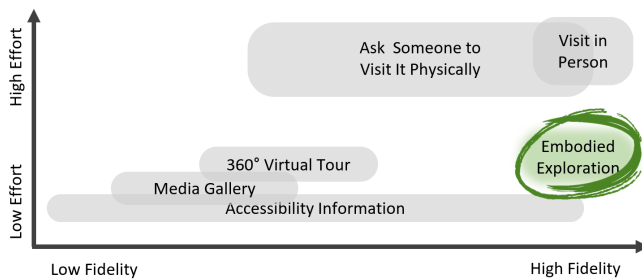 High Effort
Low Effort
Ask Someone to
Visit It Physically
Visit in
Person
Embodied
Exploration
360° Virtual Tour
Media Gallery
Accessibility Information
Low Fidelity
High Fidelity